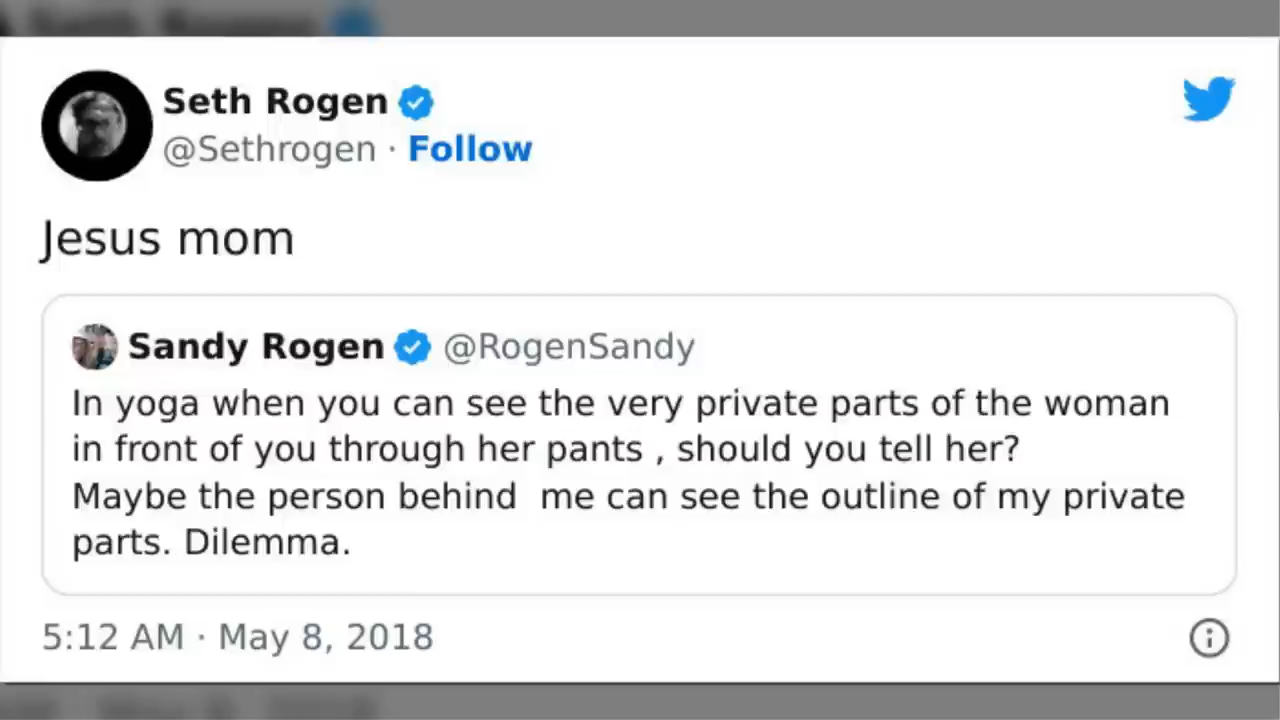 Seth Rogen
@Sethrogen · Follow
Jesus mom
Sandy Rogen @RogenSandy
In yoga when you can see the very private parts of the woman
in front of you through her pants , should you tell her?
Maybe the person behind  me can see the outline of my private
parts. Dilemma.
5:12 AM · May 8, 2018